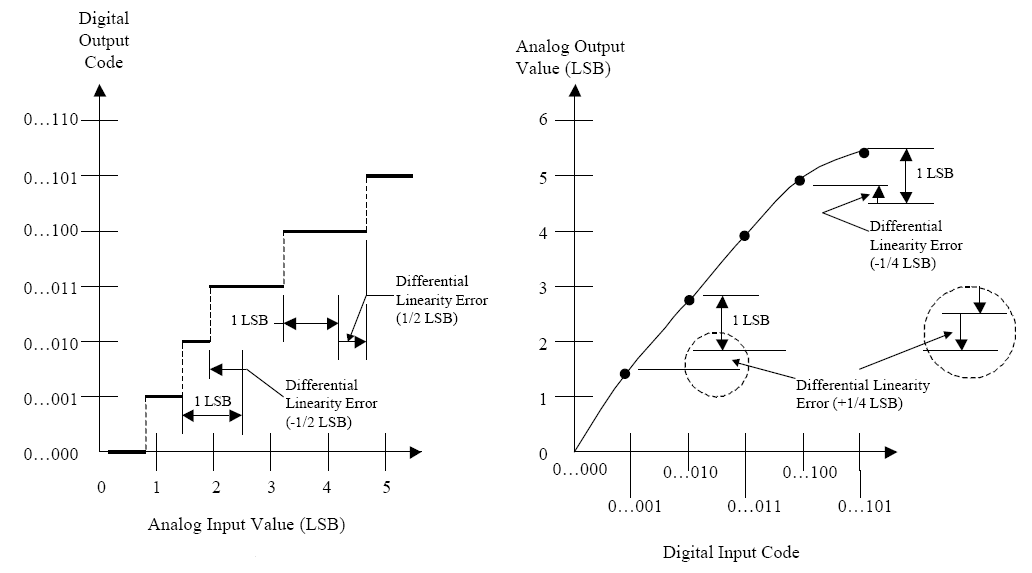 Digital
Output
Code
0...110
0...101
0...100
0...011
0...010
0...001
0...000
0 1 2 3 4 5
Analog Input Value (LSB)
1 LSB
Differential
Linearity Error
(1/2 LSB)
1 LSB
Differential
Linearity Error
(-1/2 LSB)
Analog Output
Value (LSB)
6
5
4
3
2
1
0
0...000
0...001
0...010
0...011
0...100
0...101
Digital Input Code
1 LSB
Differential
Linearity Error
(-1/4 LSB)
1 LSB
Differential Linearity
Error (+1/4 LSB)